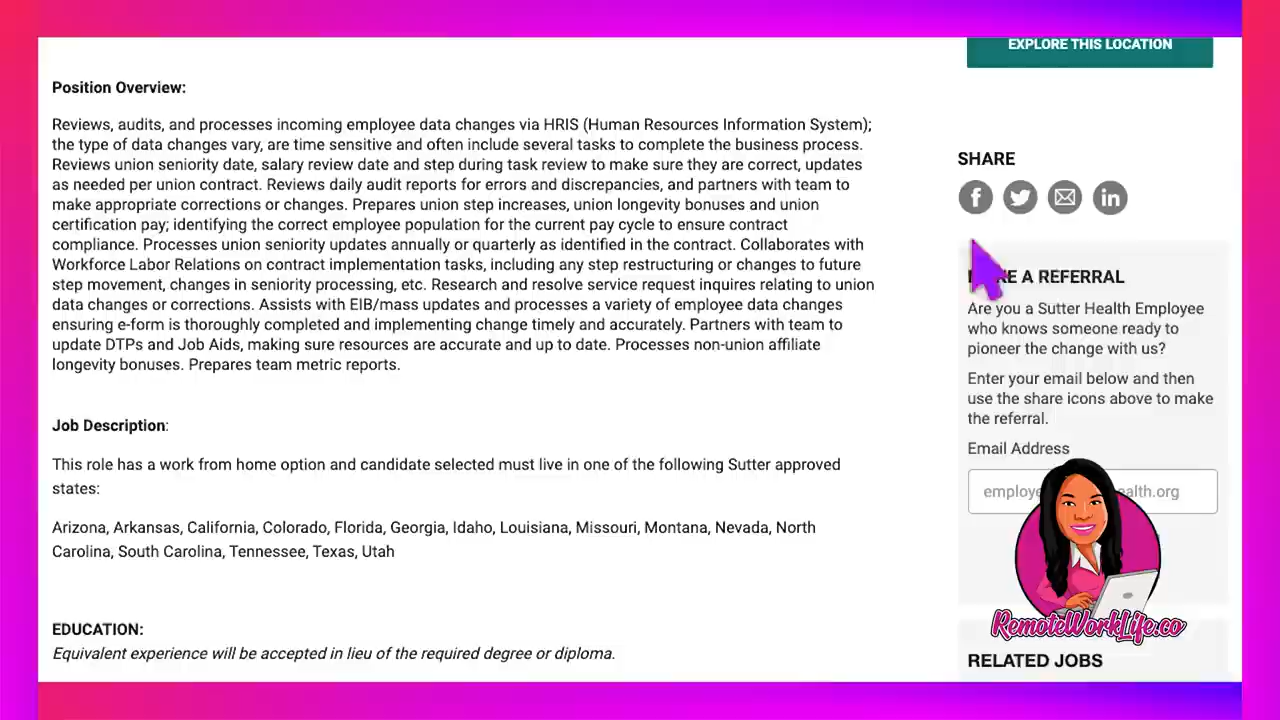 EXPLORE THIS LOCATION
Position Overview:
Reviews, audits, and processes incoming employee data changes via HRIS (Human Resources Information System);
the type of data changes vary, are time sensitive and often include several tasks to complete the business process.
Reviews union seniority date, salary review date and step during task review to make sure they are correct, updates
as needed per union contract. Reviews daily audit reports for errors and discrepancies, and partners with team to
make appropriate corrections or changes. Prepares union step increases, union longevity bonuses and union
certification pay; identifying the correct employee population for the current pay cycle to ensure contract
compliance. Processes union seniority updates annually or quarterly as identified in the contract. Collaborates with
Workforce Labor Relations on contract implementation tasks, including any step restructuring or changes to future
step movement, changes in seniority processing, etc. Research and resolve service request inquires relating to union
data changes or corrections. Assists with EIB/mass updates and processes a variety of employee data changes
ensuring e-form is thoroughly completed and implementing change timely and accurately. Partners with team to
update DTPs and Job Aids, making sure resources are accurate and up to date. Processes non-union affiliate
longevity bonuses. Prepares team metric reports.
Job Description:
This role has a work from home option and candidate selected must live in one of the following Sutter approved
states:
Arizona, Arkansas, California, Colorado, Florida, Georgia, Idaho, Louisiana, Missouri, Montana, Nevada, North
Carolina, South Carolina, Tennessee, Texas, Utah
EDUCATION:
Equivalent experience will be accepted in lieu of the required degree or diploma.
SHARE
A REFERRAL
Are you a Sutter Health Employee
who knows someone ready to
pioneer the change with us?
Enter your email below and then
use the share icons above to make
the referral.
Email Address
RemoteWorkLife.co
RELATED JOBS